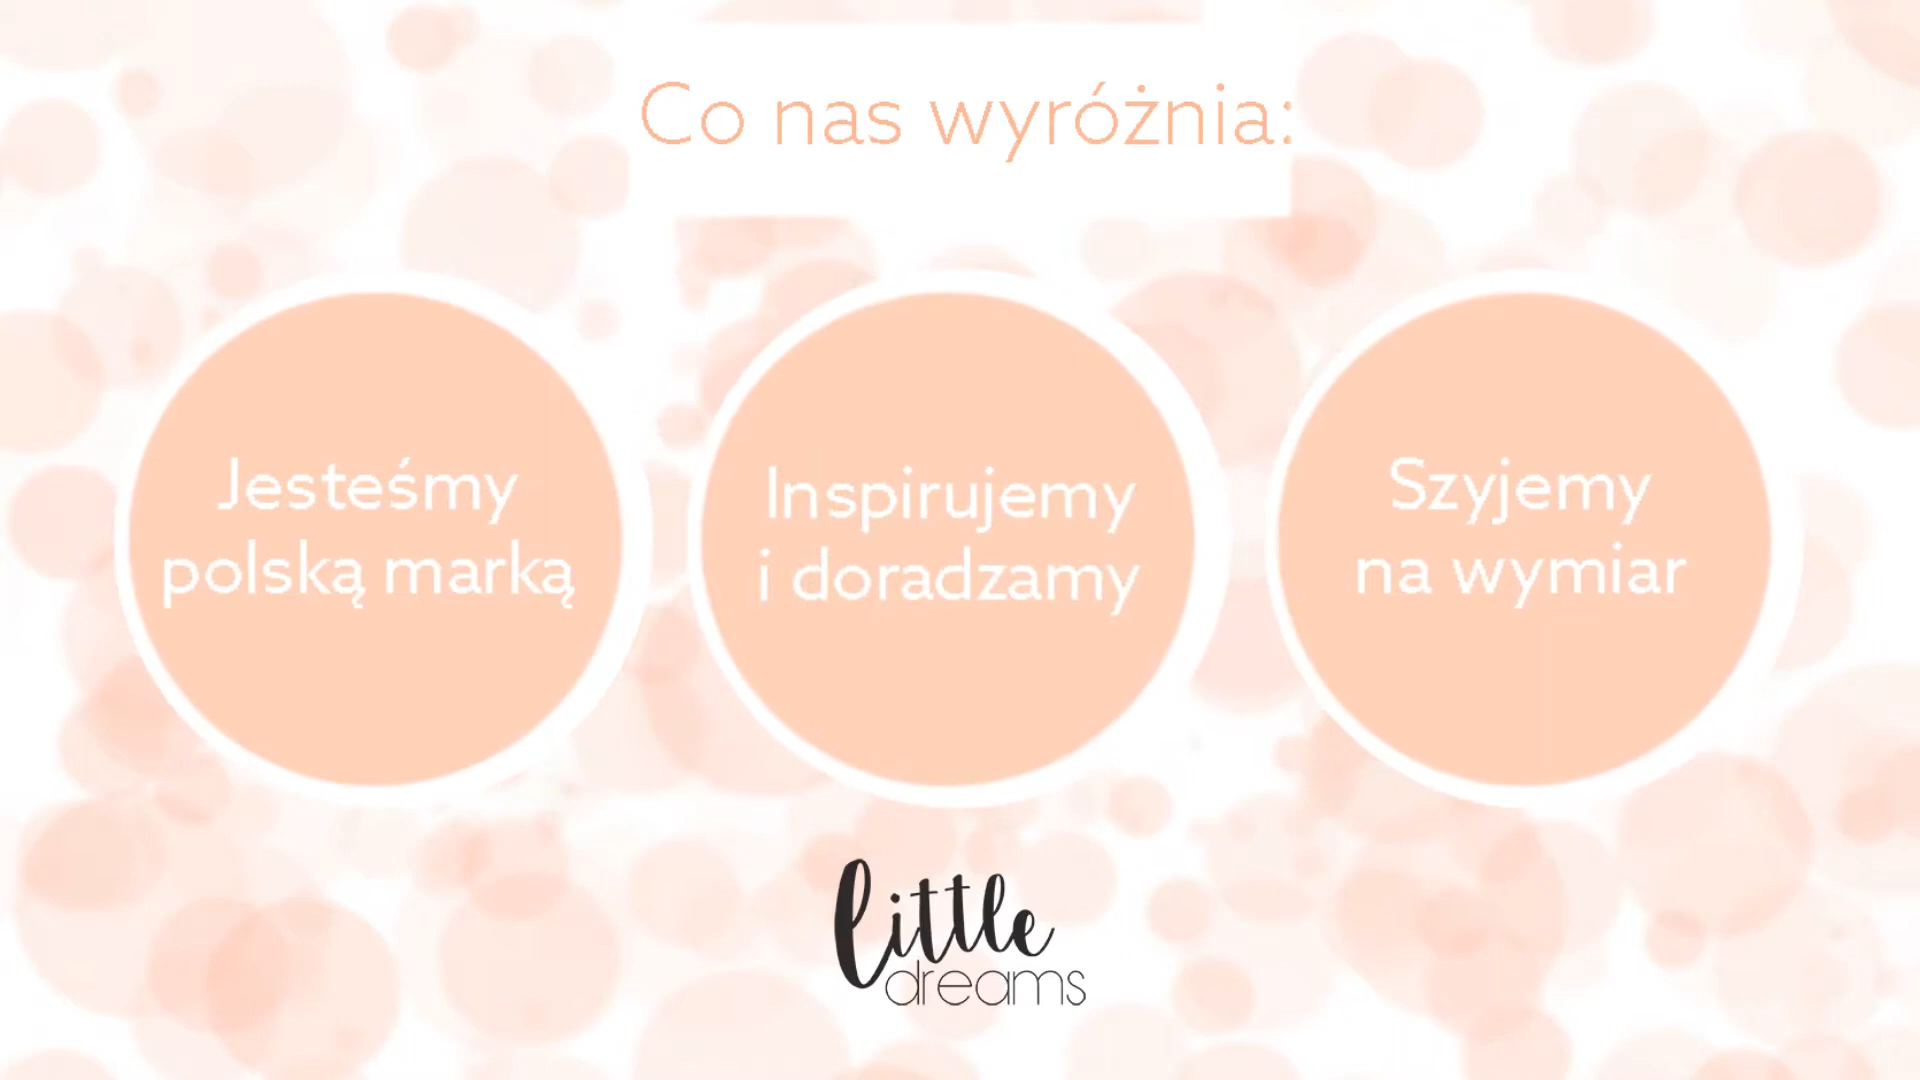 Co nas wyróżnia:
Jesteśmy
polską marką
Inspirujemy
i doradzamy
Szyjemy
na wymiar
little
dreams